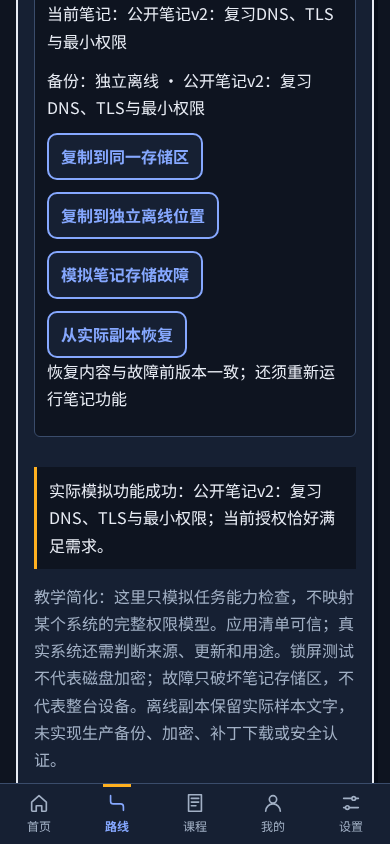 当前笔记：公开笔记v2：复习DNS、TLS
与最小权限
备份：独立离线 · 公开笔记v2：复习
DNS、TLS与最小权限
复制到同一存储区
复制到独立离线位置
模拟笔记存储故障
从实际副本恢复
恢复内容与故障前版本一致；还须重新运
行笔记功能
实际模拟功能成功：公开笔记v2：复习
DNS、TLS与最小权限；当前授权恰好满
足需求。
教学简化：这里只模拟任务能力检查，不映射
某个系统的完整权限模型。应用清单可信；真
实系统还需判断来源、更新和用途。锁屏测试
不代表磁盘加密；故障只破坏笔记存储区，不
代表整台设备。离线副本保留实际样本文字，
未实现生产备份、加密、补丁下载或安全认
证。
首页
路线
课程
我的
设置